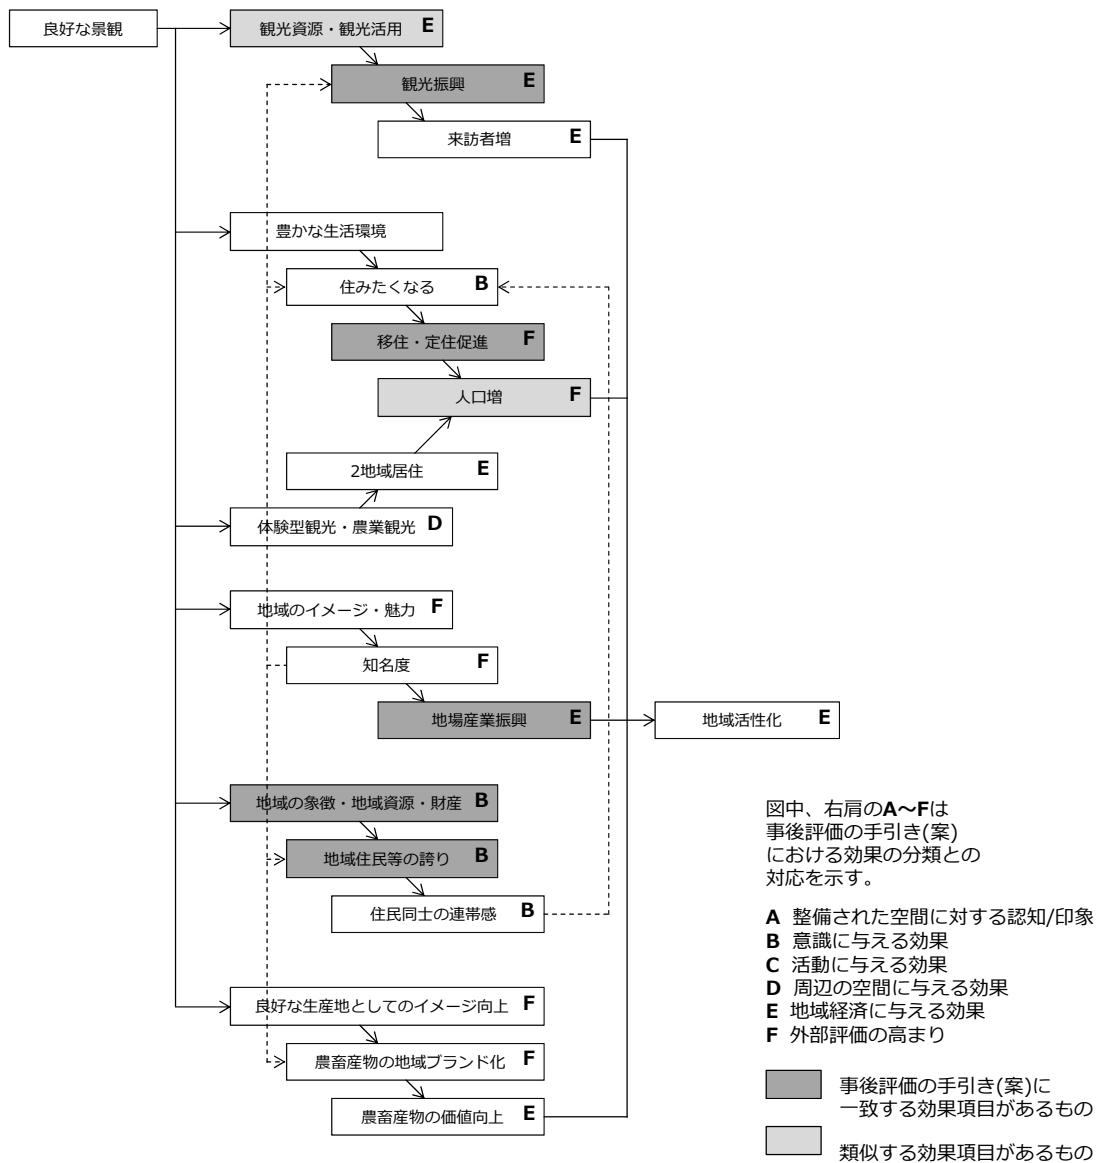 良好な景観
観光資源・観光活用 E
観光振興 E
来訪者増 E
豊かな生活環境
住みたくなる B
移住・定住促進 F
人口増 F
2地域居住 E
体験型観光・農業観光 D
地域のイメージ・魅力 F
知名度 F
地場産業振興 E
地域活性化 E
地域の象徴・地域資源・財産 B
地域住民等の誇り B
住民同士の連帯感 B
良好な生産地としてのイメージ向上 F
農畜産物の地域ブランド化 F
農畜産物の価値向上 E
図中、右肩のA～Fは
事後評価の手引き(案)
における効果の分類との
対応を示す。
A 整備された空間に対する認知/印象
B 意識に与える効果
C 活動に与える効果
D 周辺の空間に与える効果
E 地域経済に与える効果
F 外部評価の高まり
事後評価の手引き(案)に
一致する効果項目があるもの
類似する効果項目があるもの